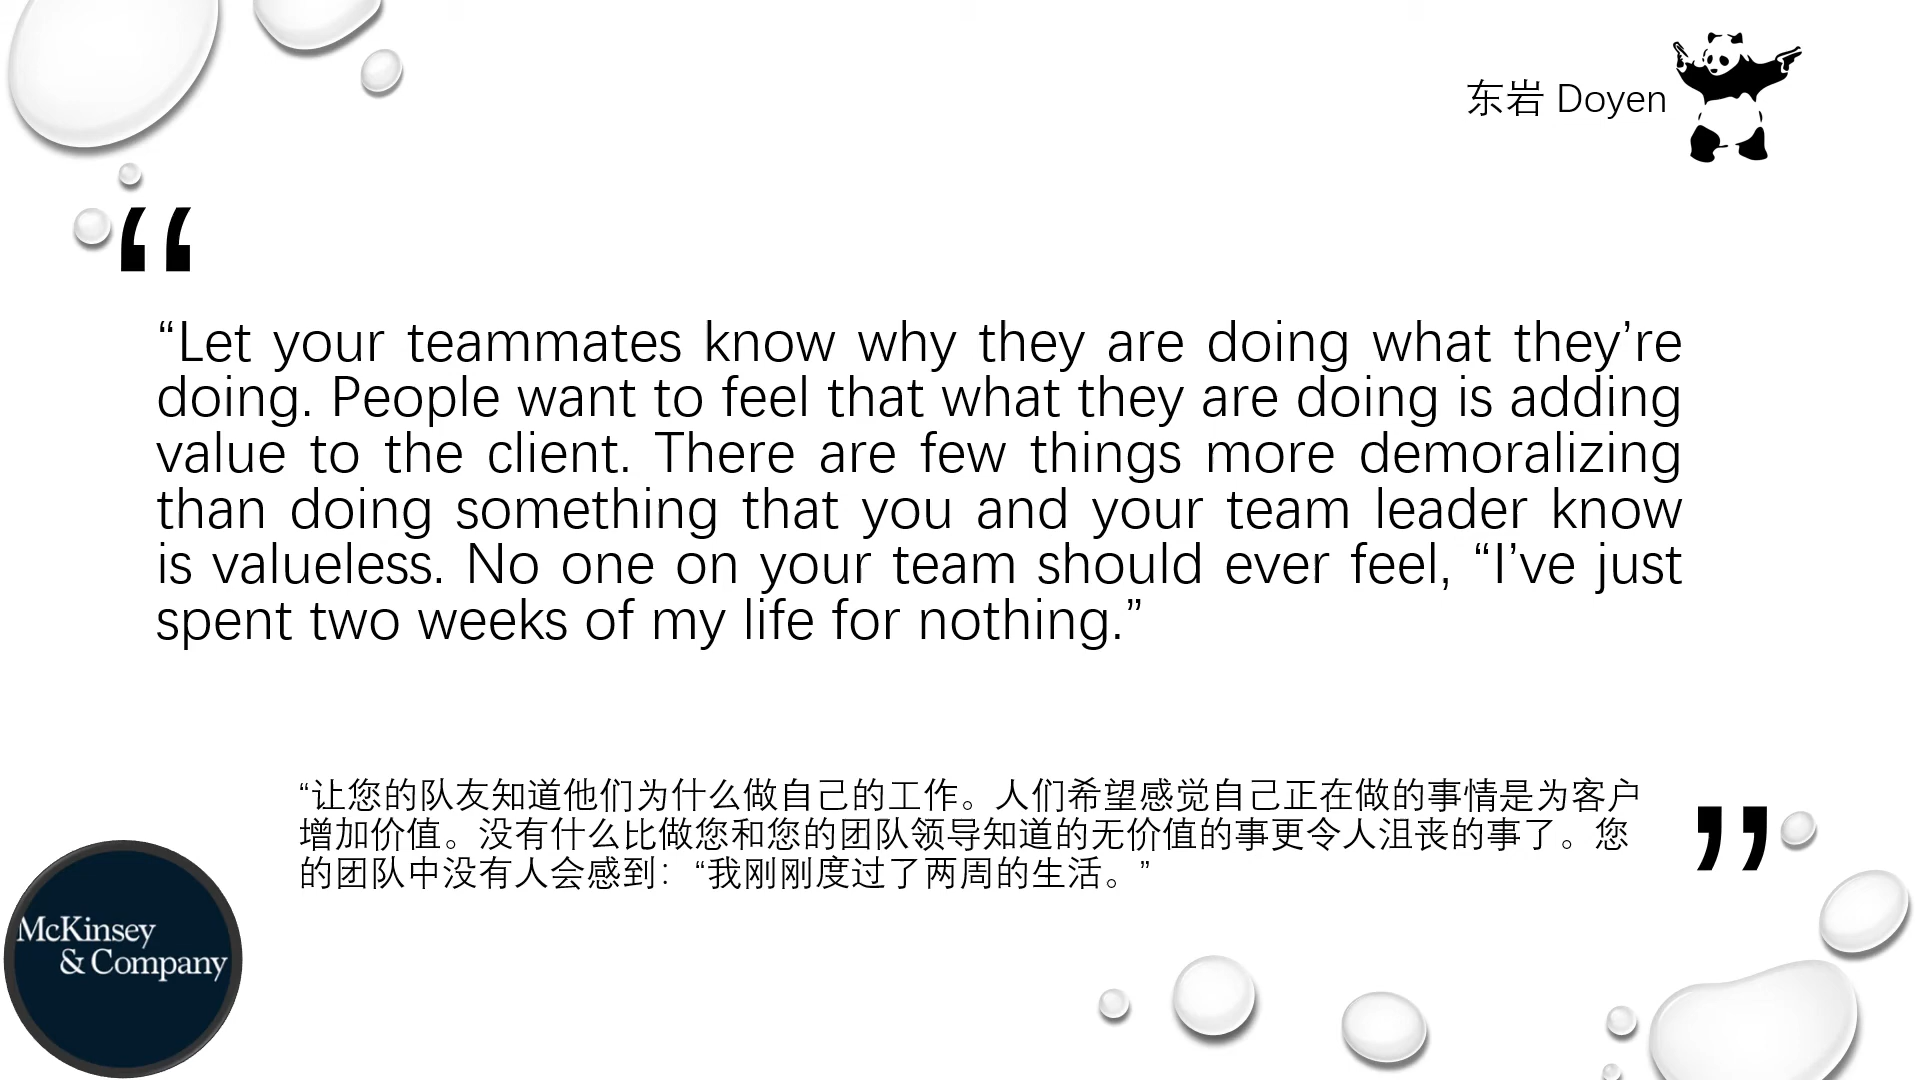 东岩 Doyen
“
“Let your teammates know why they are doing what they’re
doing. People want to feel that what they are doing is adding
value to the client. There are few things more demoralizing
than doing something that you and your team leader know
is valueless. No one on your team should ever feel, “I’ve just
spent two weeks of my life for nothing.”
“让您的队友知道他们为什么做自己的工作。人们希望感觉自己正在做的事情是为客户
增加价值。没有什么比做您和您的团队领导知道的无价值的事更令人沮丧的事了。您
的团队中没有人会感到：“我刚刚度过了两周的生活。”
”
McKinsey
& Company